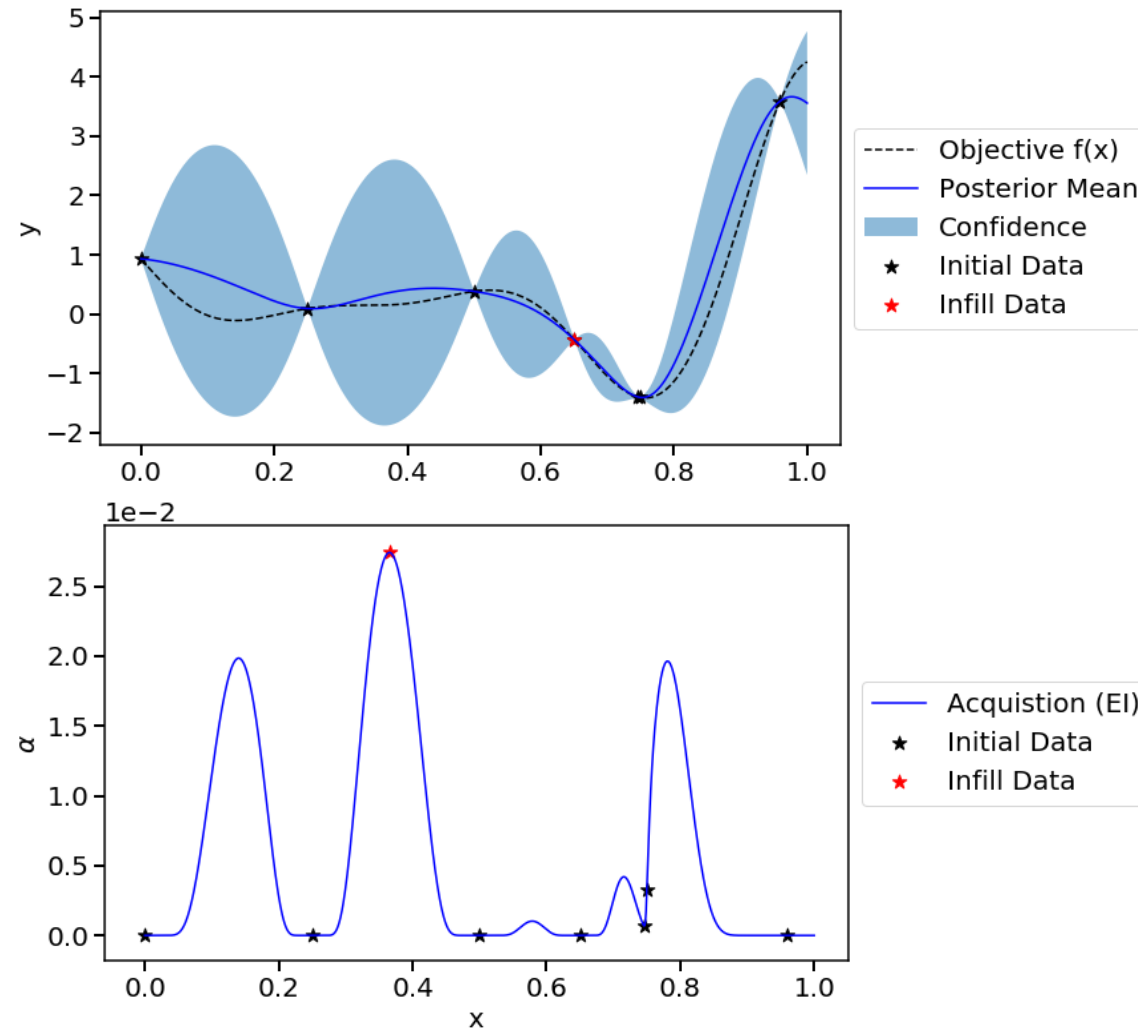 5
4
3
2
1
0
−1
−2
y
0.0 0.2 0.4 0.6 0.8 1.0
Objective f(x)
Posterior Mean
Confidence
Initial Data
Infill Data
1e−2
2.5
2.0
1.5
1.0
0.5
0.0
α
0.0 0.2 0.4 0.6 0.8 1.0
x
Acquistion (EI)
Initial Data
Infill Data